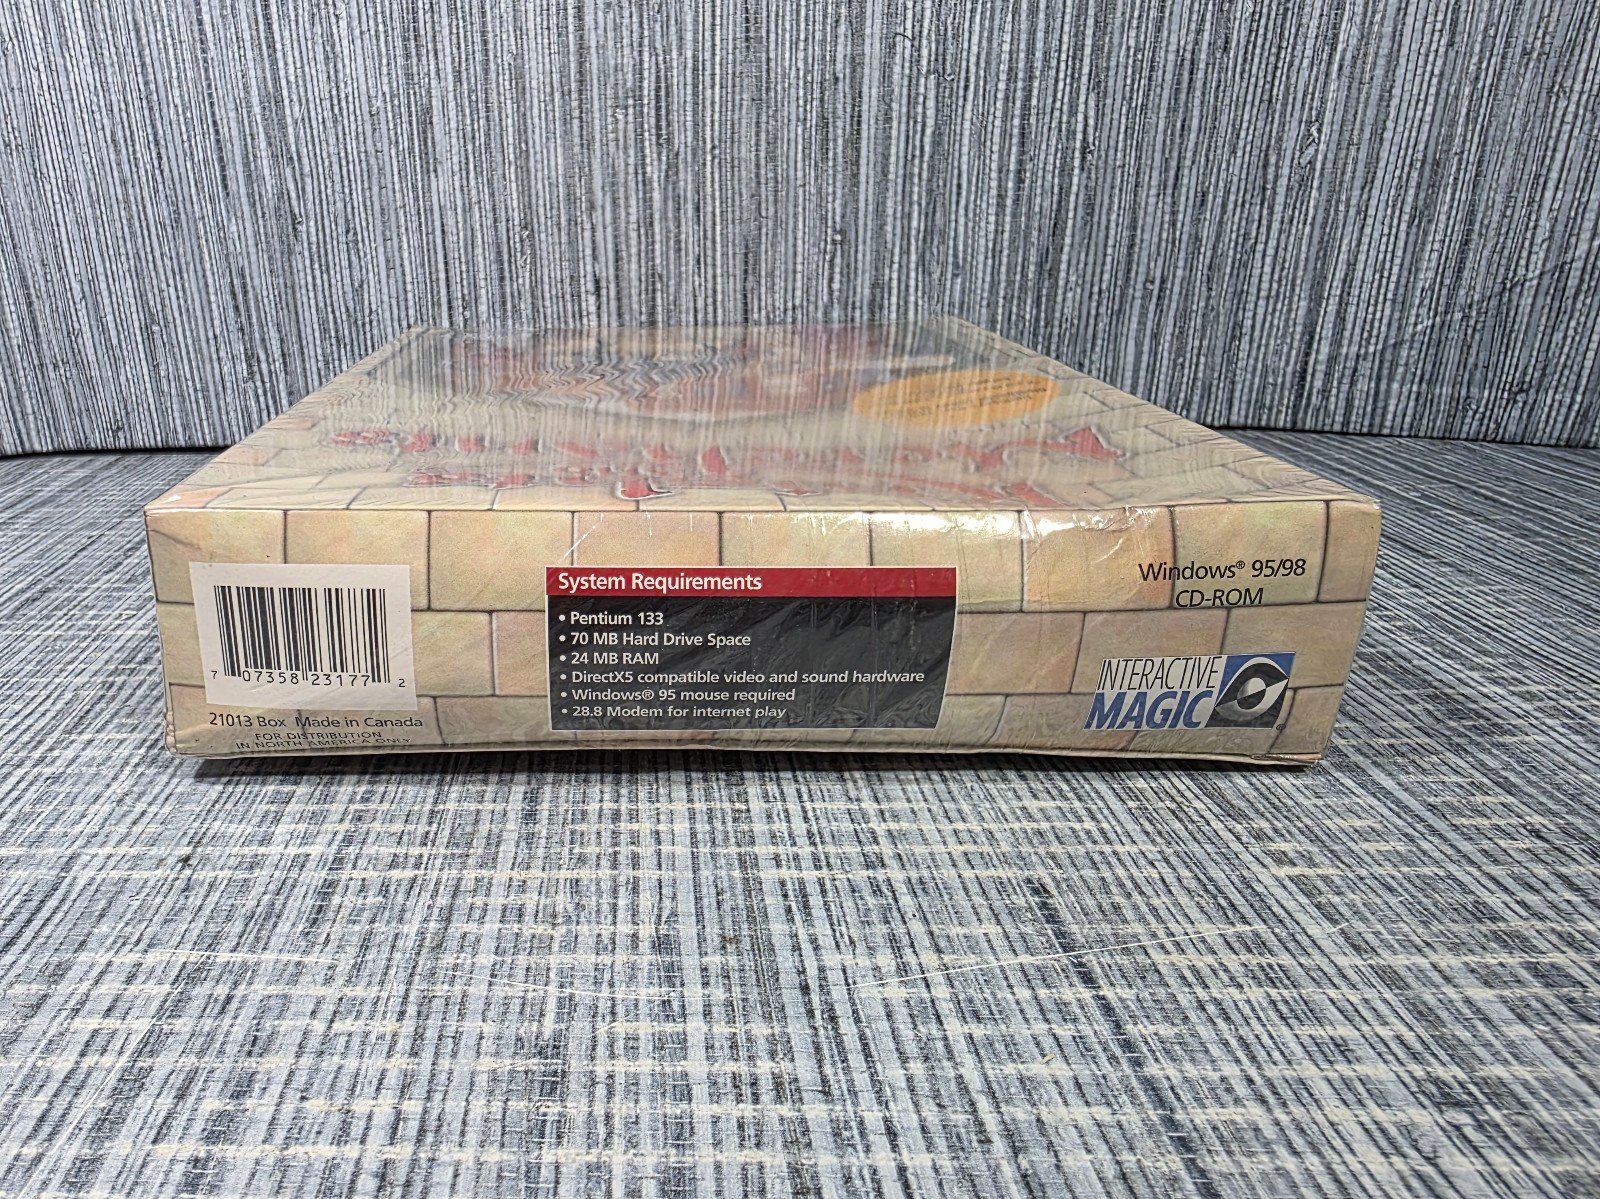 7 07358 23177 2
21013 Box Made in Canada
FOR DISTRIBUTION
IN NORTH AMERICA ONLY
System Requirements
• Pentium 133
• 70 MB Hard Drive Space
• 24 MB RAM
• DirectX5 compatible video and sound hardware
• Windows® 95 mouse required
• 28.8 Modem for internet play
Windows® 95/98
CD-ROM
INTERACTIVE
MAGIC®